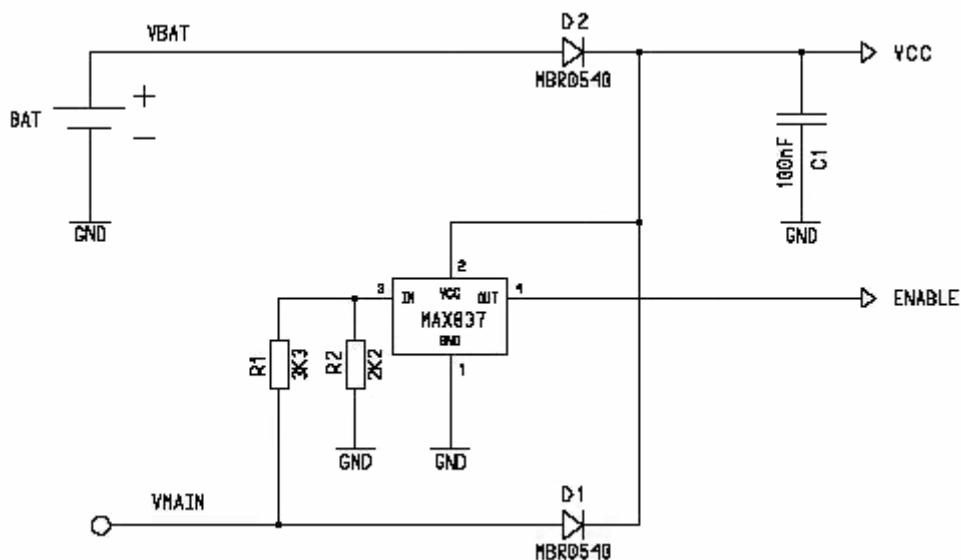 D2
VBAT
MBRD540
VCC
+
BAT
-
100nF
C1
GND
GND
2
3
IN
VCC
OUT
4
ENABLE
MAX837
GND
1
R1
3K3
R2
2K2
GND
GND
VMAIN
D1
MBRD540